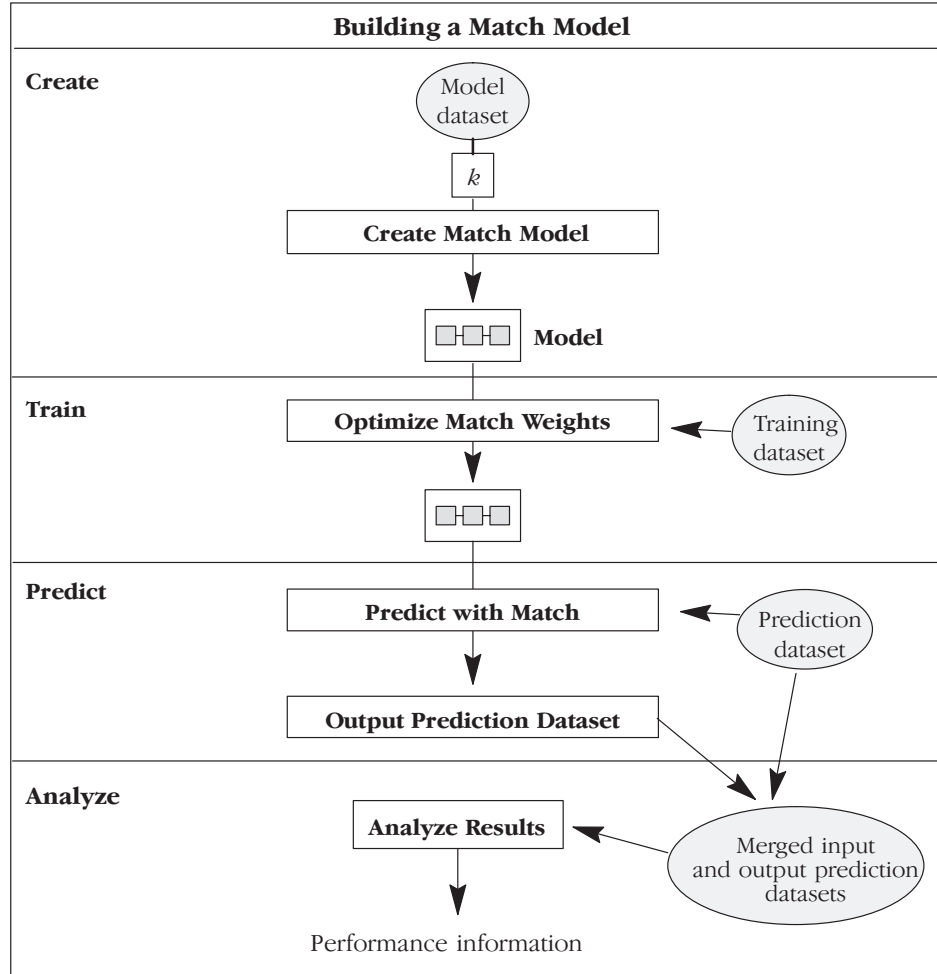 Building a Match Model
Create
Model
dataset
k
Create Match Model
Model
Train
Optimize Match Weights
Training
dataset
Predict
Predict with Match
Prediction
dataset
Output Prediction Dataset
Analyze
Analyze Results
Merged input
and output prediction
datasets
Performance information